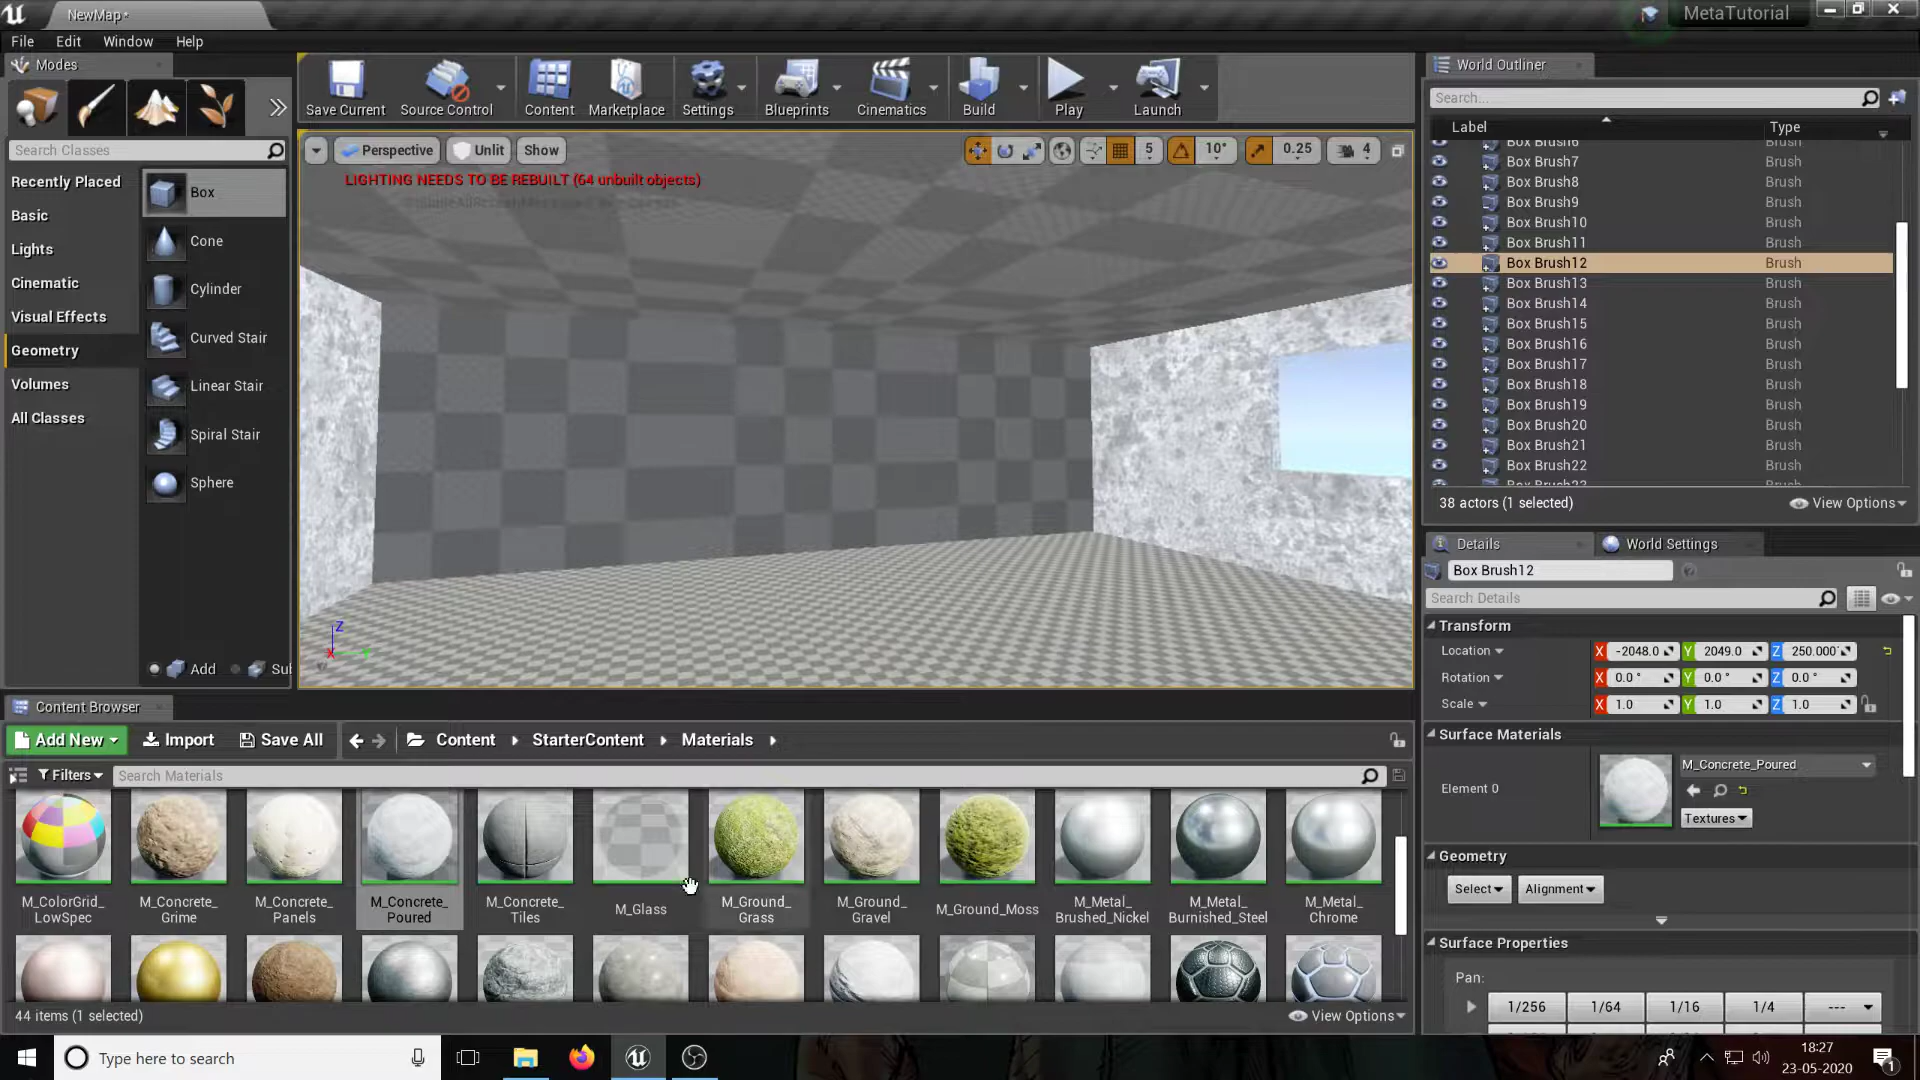 NewMap*
MetaTutorial
File Edit Window Help
Modes
Search Classes
Recently Placed
Basic
Lights
Cinematic
Visual Effects
Geometry
Volumes
All Classes
Box
Cone
Cylinder
Curved Stair
Linear Stair
Spiral Stair
Sphere
Add Su
Save Current Source Control Content Marketplace Settings Blueprints Cinematics Build Play Launch
Perspective Unlit Show
5 10° 0.25 4
LIGHTING NEEDS TO BE REBUILT (64 unbuilt objects)
Z
X Y
World Outliner
Search...
Label Type
Box Brush6 Brush
Box Brush7 Brush
Box Brush8 Brush
Box Brush9 Brush
Box Brush10 Brush
Box Brush11 Brush
Box Brush12 Brush
Box Brush13 Brush
Box Brush14 Brush
Box Brush15 Brush
Box Brush16 Brush
Box Brush17 Brush
Box Brush18 Brush
Box Brush19 Brush
Box Brush20 Brush
Box Brush21 Brush
Box Brush22 Brush
38 actors (1 selected) View Options
Details World Settings
Box Brush12
Search Details
Transform
Location X -2048.0 Y 2049.0 Z 250.000
Rotation X 0.0 ° Y 0.0 ° Z 0.0 °
Scale X 1.0 Y 1.0 Z 1.0
Surface Materials
Element 0
M_Concrete_Poured
Textures
Geometry
Select Alignment
Surface Properties
Pan:
1/256 1/64 1/16 1/4 ---
Content Browser
Add New Import Save All Content StarterContent Materials
Filters Search Materials
M_ColorGrid_
LowSpec
M_Concrete_
Grime
M_Concrete_
Panels
M_Concrete_
Poured
M_Concrete_
Tiles
M_Glass
M_Ground_
Grass
M_Ground_
Gravel
M_Ground_Moss
M_Metal_
Brushed_Nickel
M_Metal_
Burnished_Steel
M_Metal_
Chrome
44 items (1 selected) View Options
Type here to search
18:27
23-05-2020
1